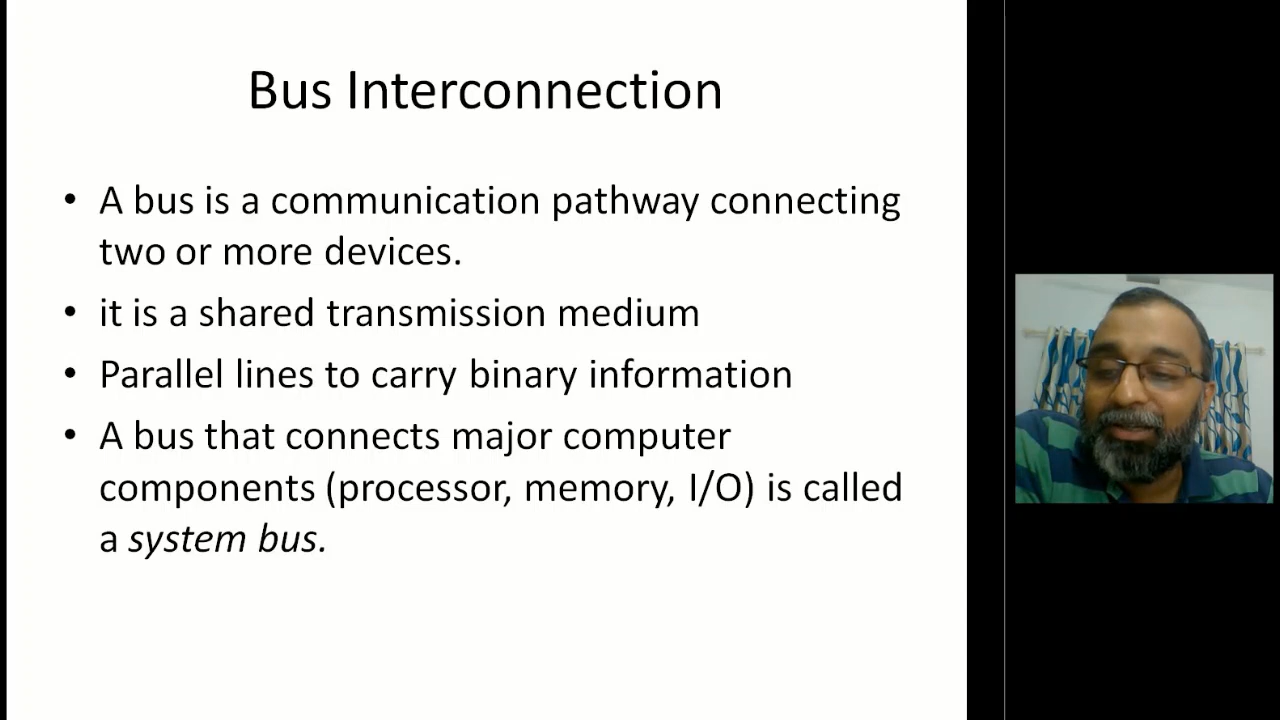 Bus Interconnection
• A bus is a communication pathway connecting
two or more devices.
• it is a shared transmission medium
• Parallel lines to carry binary information
• A bus that connects major computer
components (processor, memory, I/O) is called
a system bus.